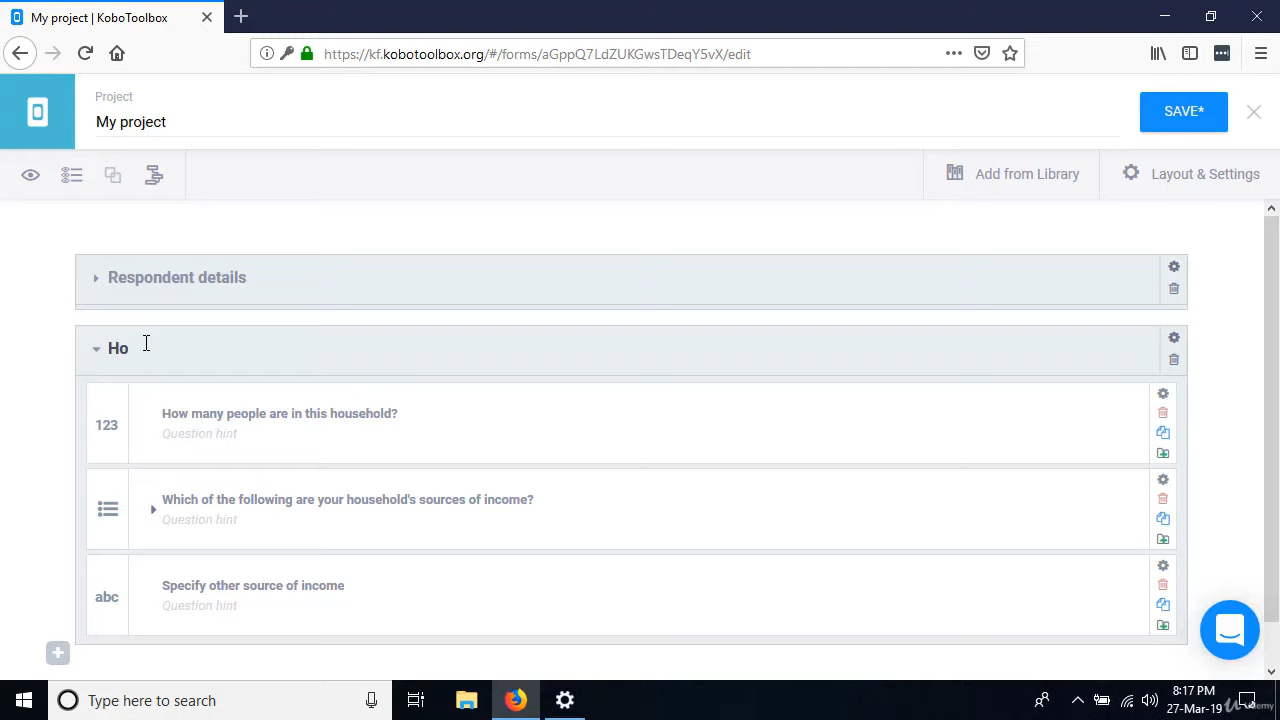 My project | KoboToolbox
https://kf.kobotoolbox.org/#/forms/aGppQ7LdZUKGwsTDeqY5vX/edit
Project
My project
SAVE*
Add from Library
Layout & Settings
Respondent details
Ho
123
How many people are in this household?
Question hint
Which of the following are your household's sources of income?
Question hint
abc
Specify other source of income
Question hint
Type here to search
8:17 PM
27-Mar-19
Udemy